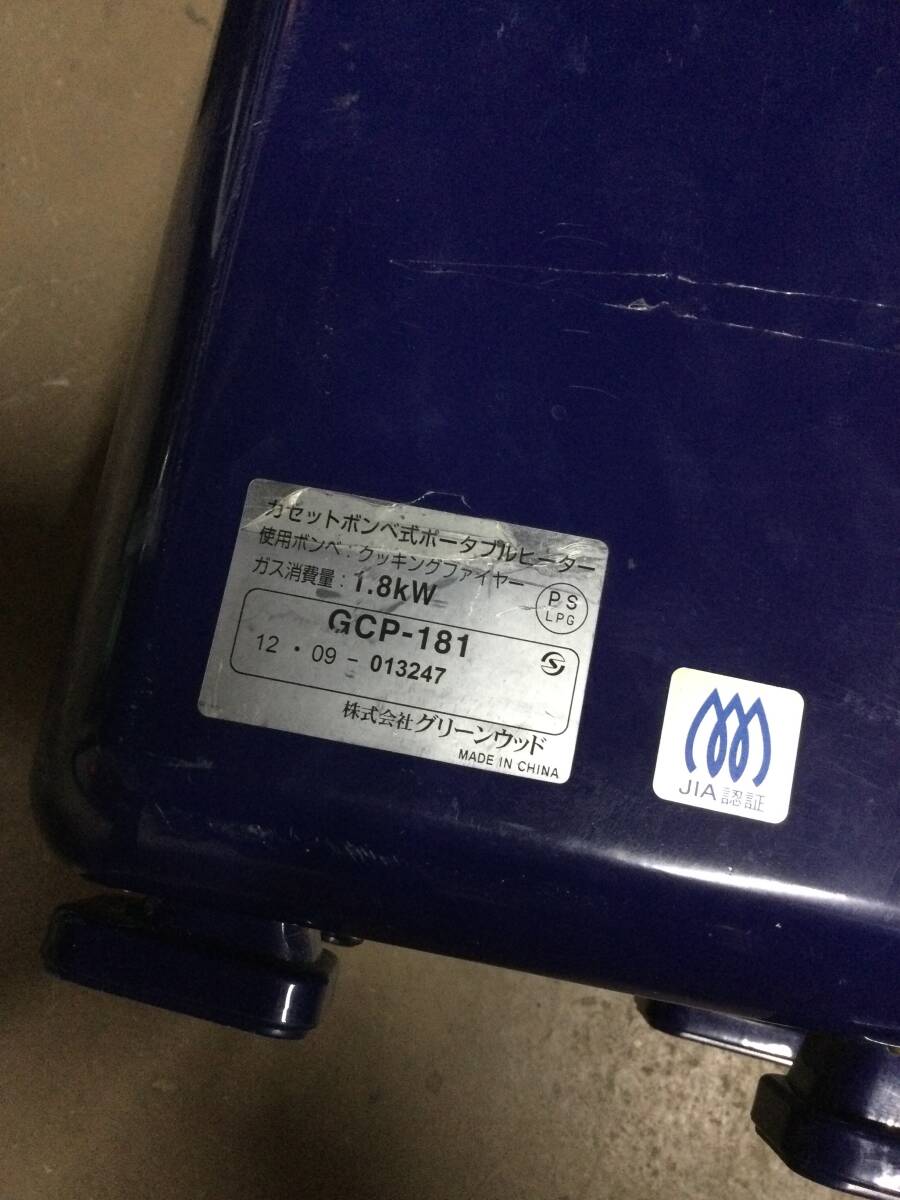 カセットボンベ式ポータブルヒーター
使用ボンベ：クッキングファイヤー
ガス消費量：1.8kW
PS
LPG
GCP-181
12・09-013247
株式会社グリーンウッド
MADE IN CHINA
JIA認証